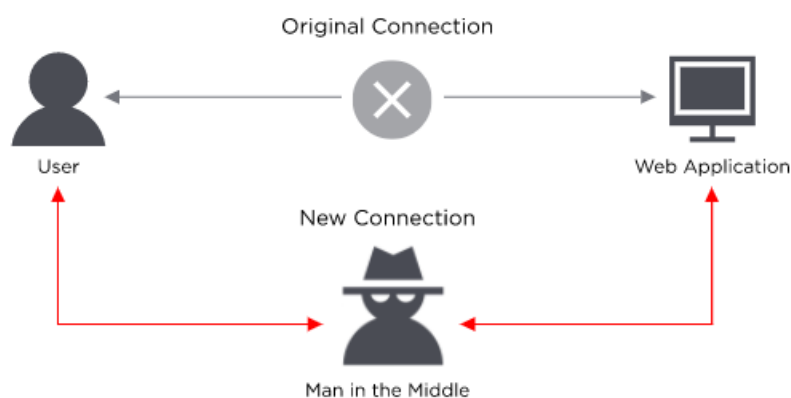 Original Connection
User
Web Application
New Connection
Man in the Middle